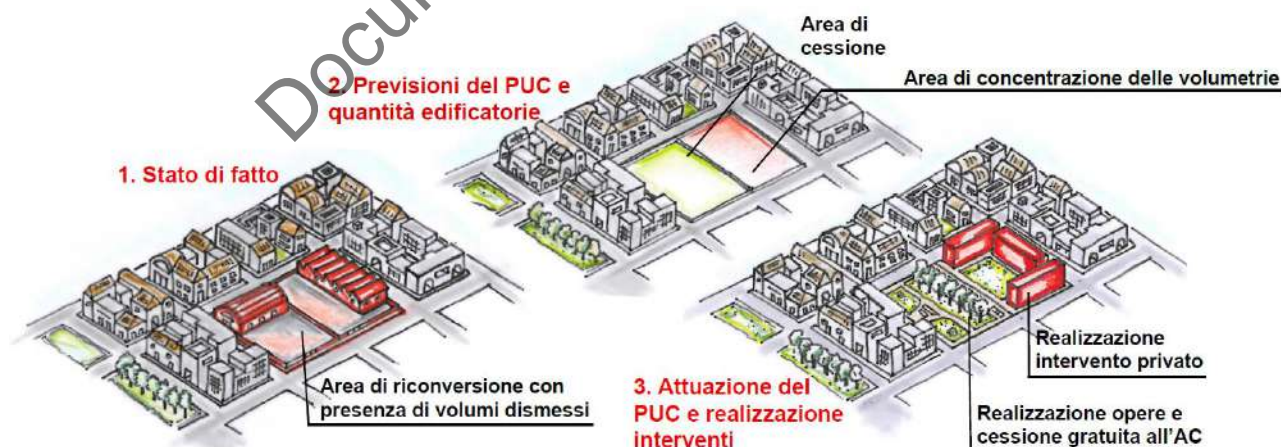 Docum
Area di
cessione
Area di concentrazione delle volumetrie
2. Previsioni del PUC e
quantità edificatorie
1. Stato di fatto
Area di riconversione con
presenza di volumi dismessi
3. Attuazione del
PUC e realizzazione
interventi
Realizzazione
intervento privato
Realizzazione opere e
cessione gratuita all'AC